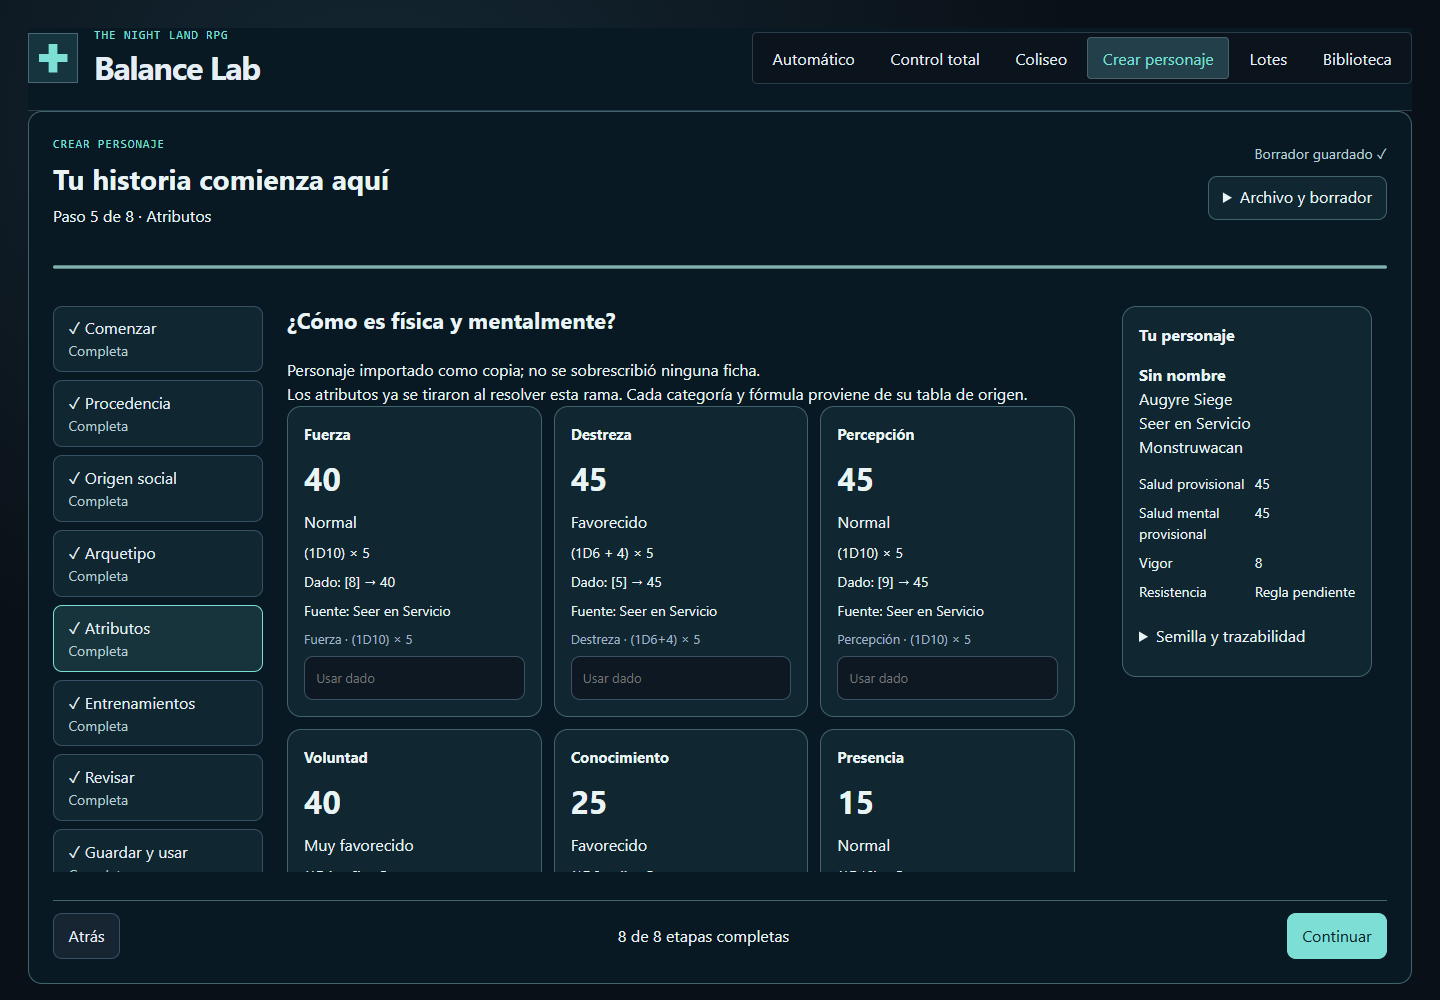 THE NIGHT LAND RPG
Balance Lab
Automático
Control total
Coliseo
Crear personaje
Lotes
Biblioteca
CREAR PERSONAJE
Tu historia comienza aquí
Paso 5 de 8 · Atributos
Borrador guardado ✓
▶ Archivo y borrador
✓ Comenzar
Completa
✓ Procedencia
Completa
✓ Origen social
Completa
✓ Arquetipo
Completa
✓ Atributos
Completa
✓ Entrenamientos
Completa
✓ Revisar
Completa
✓ Guardar y usar
¿Cómo es física y mentalmente?
Personaje importado como copia; no se sobrescribió ninguna ficha.
Los atributos ya se tiraron al resolver esta rama. Cada categoría y fórmula proviene de su tabla de origen.
Fuerza
40
Normal
(1D10) × 5
Dado: [8] → 40
Fuente: Seer en Servicio
Fuerza · (1D10) × 5
Usar dado
Destreza
45
Favorecido
(1D6 + 4) × 5
Dado: [5] → 45
Fuente: Seer en Servicio
Destreza · (1D6+4) × 5
Usar dado
Percepción
45
Normal
(1D10) × 5
Dado: [9] → 45
Fuente: Seer en Servicio
Percepción · (1D10) × 5
Usar dado
Voluntad
40
Muy favorecido
Conocimiento
25
Favorecido
Presencia
15
Normal
Tu personaje
Sin nombre
Augyre Siege
Seer en Servicio
Monstruwacan
Salud provisional 45
Salud mental provisional 45
Vigor 8
Resistencia Regla pendiente
▶ Semilla y trazabilidad
Atrás
8 de 8 etapas completas
Continuar